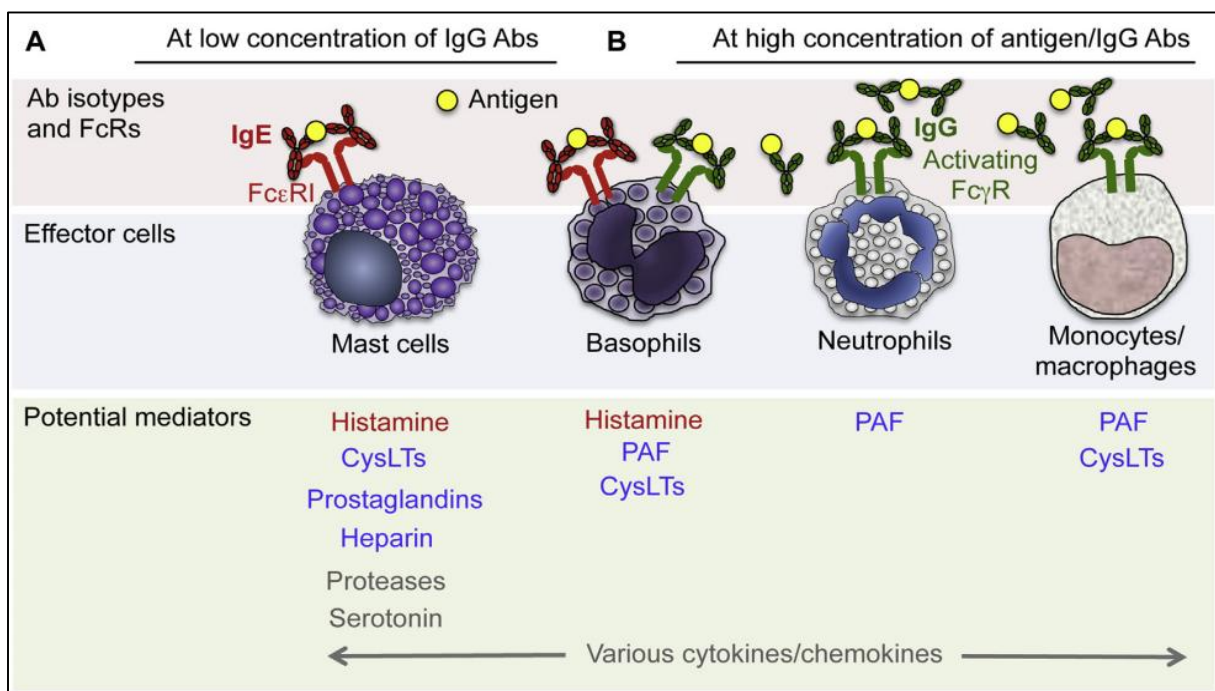 A At low concentration of IgG Abs
B At high concentration of antigen/IgG Abs
Ab isotypes
and FcRs
Antigen
IgE
FcεRI
IgG
Activating
FcγR
Effector cells
Mast cells
Basophils
Neutrophils
Monocytes/
macrophages
Potential mediators
Histamine
CysLTs
Prostaglandins
Heparin
Proteases
Serotonin
Histamine
PAF
CysLTs
PAF
PAF
CysLTs
Various cytokines/chemokines